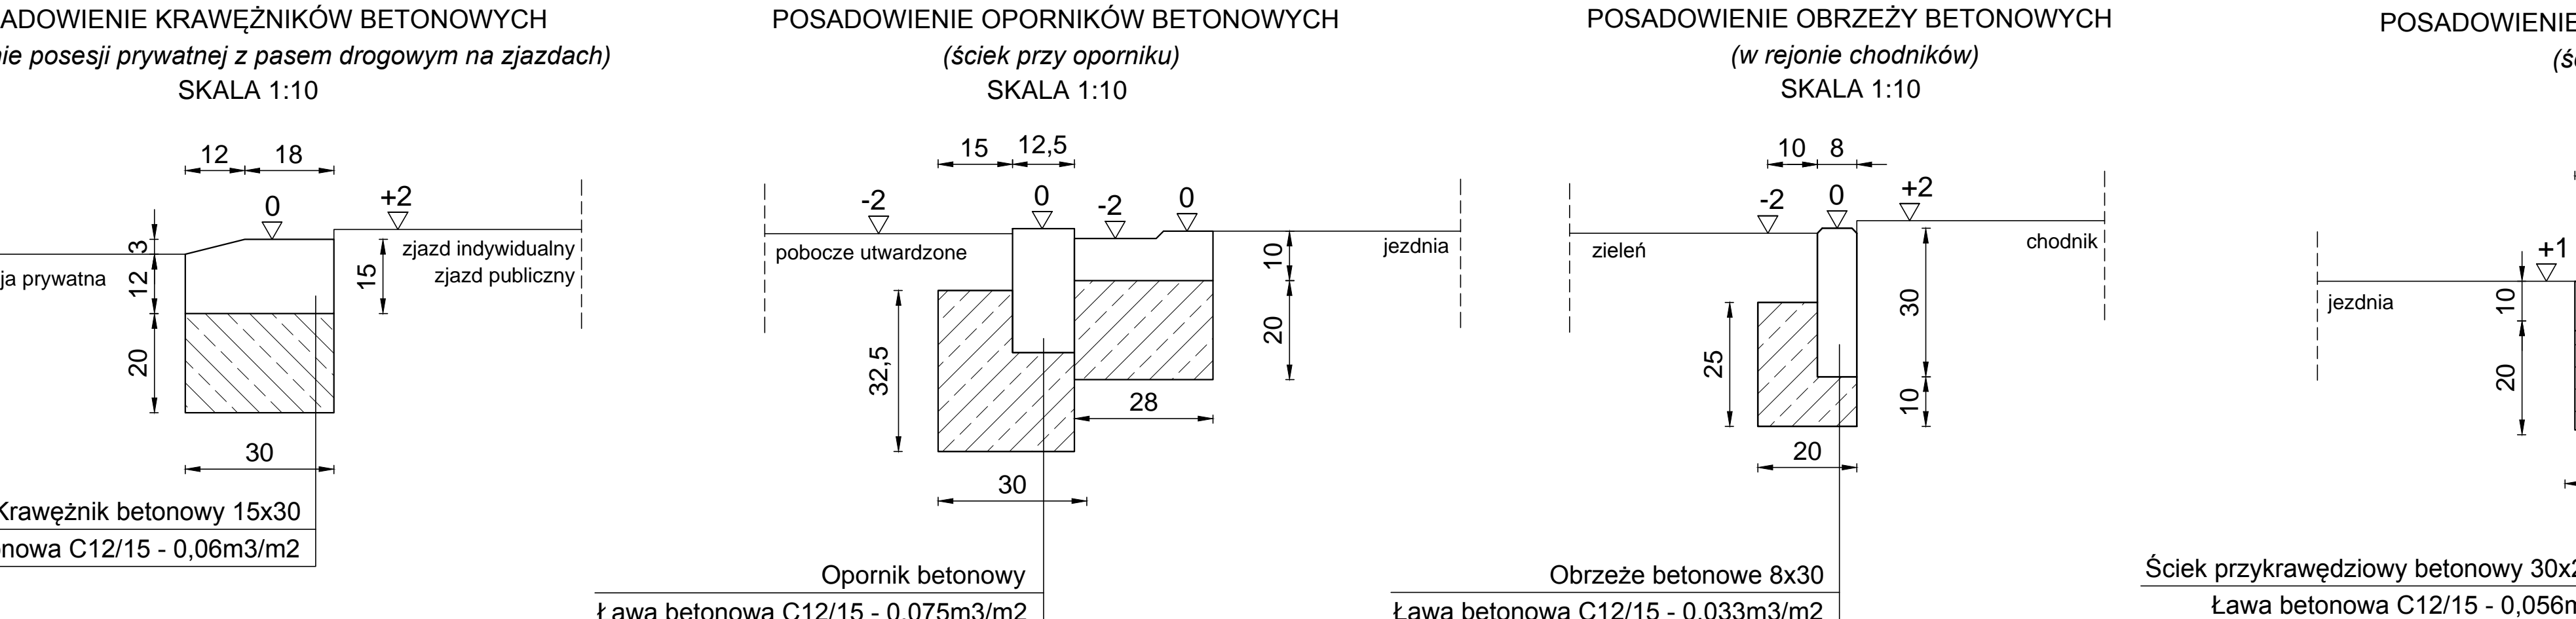 ADOWIENIE KRAWĘŻNIKÓW BETONOWYCH
nie posesji prywatnej z pasem drogowym na zjazdach)
SKALA 1:10
12 18
0
+2
3
12
20
15
ja prywatna
zjazd indywidualny
zjazd publiczny
30
Krawężnik betonowy 15x30
nowa C12/15 - 0,06m3/m2
POSADOWIENIE OPORNIKÓW BETONOWYCH
(ściek przy oporniku)
SKALA 1:10
15 12,5
-2 0 -2 0
pobocze utwardzone
jezdnia
10
20
32,5
28
30
Opornik betonowy
Ława betonowa C12/15 - 0,075m3/m2
POSADOWIENIE OBRZEŻY BETONOWYCH
(w rejonie chodników)
SKALA 1:10
10 8
-2 0 +2
zieleń
chodnik
30
25
10
20
Obrzeże betonowe 8x30
Ława betonowa C12/15 - 0,033m3/m2
POSADOWIENIE
(ś
+1
jezdnia
10
20
Ściek przykrawędziowy betonowy 30x2
Ława betonowa C12/15 - 0,056m